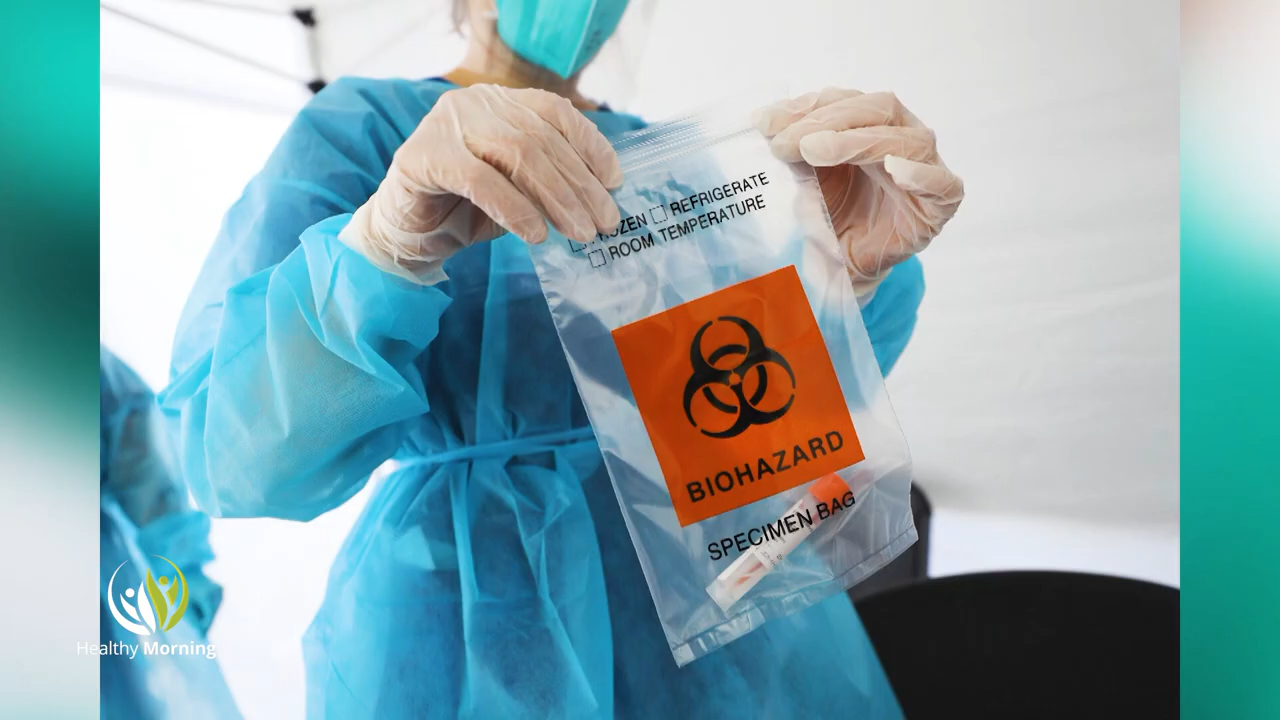 REFRIGERATE
ROOM TEMPERATURE
BIOHAZARD
SPECIMEN BAG
Healthy Morning